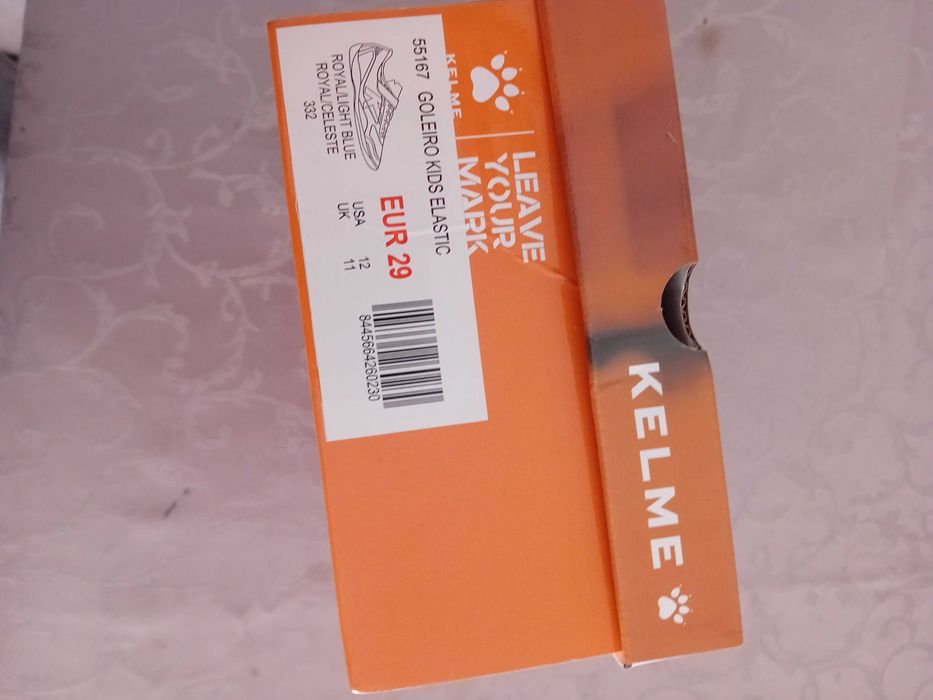 KELME
LEAVE
YOUR
MARK
KELME
55167 GOLEIRO KIDS ELASTIC
EUR 29
ROYAL/LIGHT BLUE
ROYAL/CELESTE
332
USA 12
UK 11
8445664260230